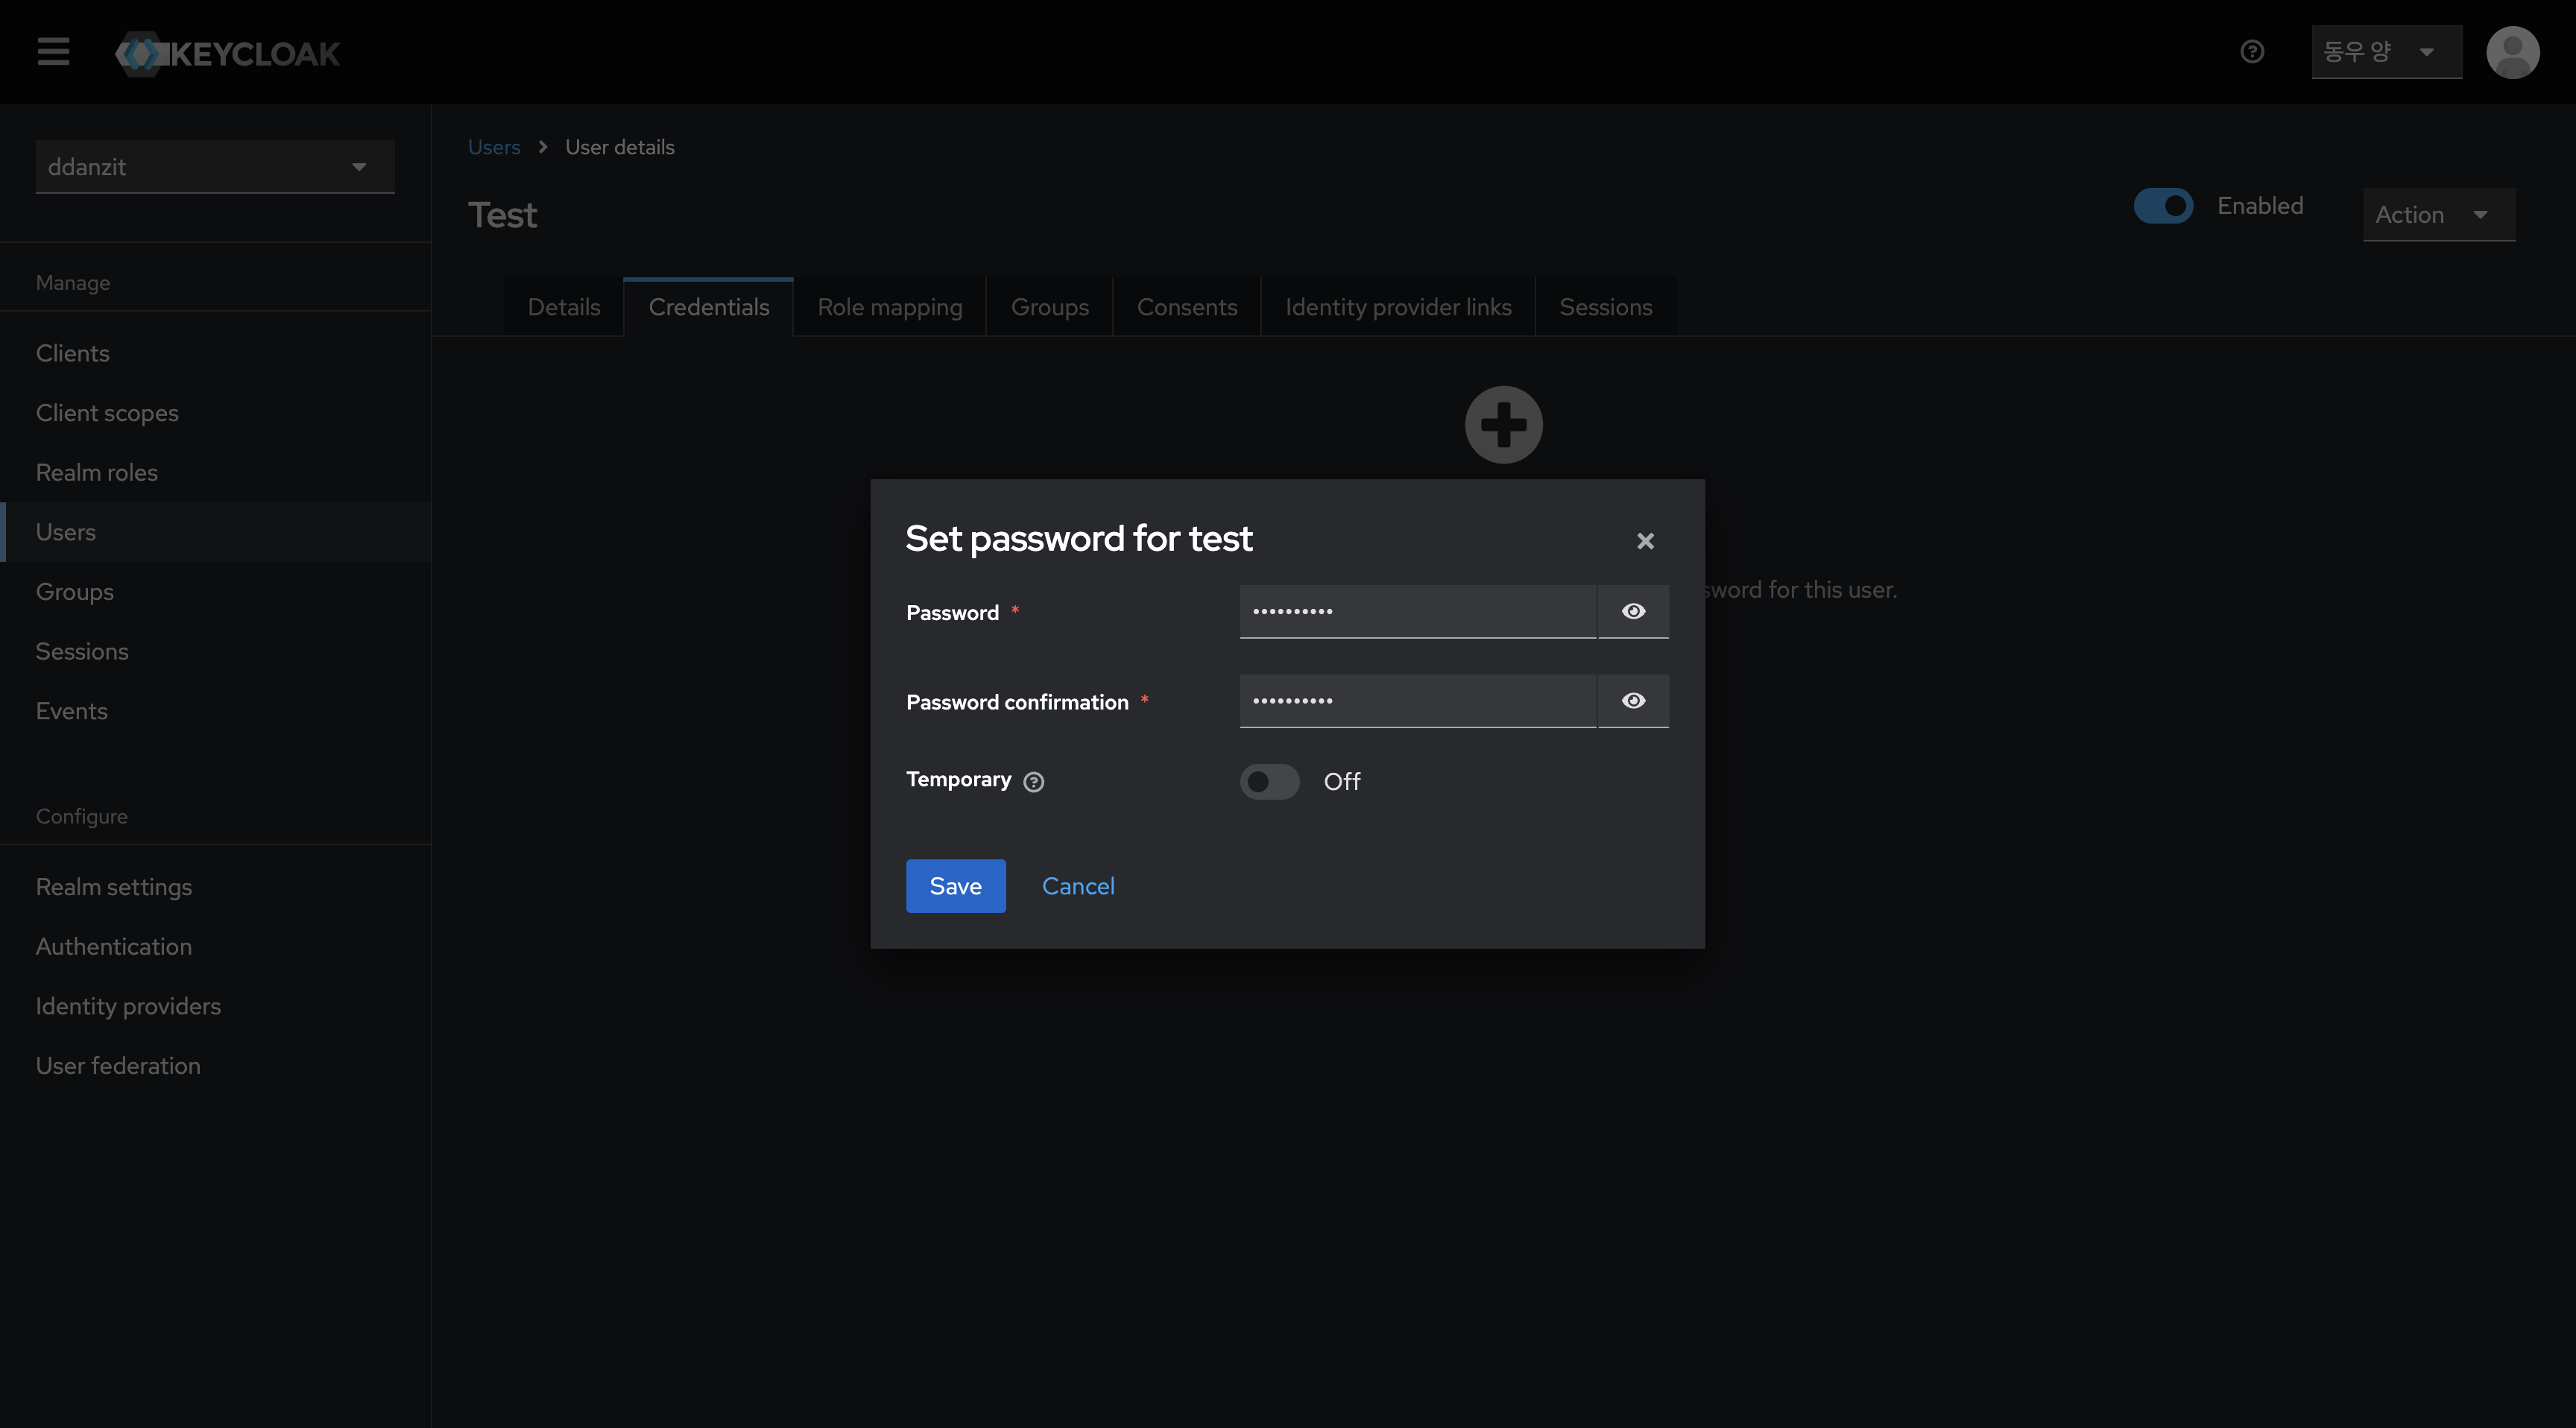 KEYCLOAK
동우 양
ddanzit
Manage
Clients
Client scopes
Realm roles
Users
Groups
Sessions
Events
Configure
Realm settings
Authentication
Identity providers
User federation
Users > User details
Test
Enabled
Action
Details
Credentials
Role mapping
Groups
Consents
Identity provider links
Sessions
for this user.
Set password for test
Password *
••••••••••
Password confirmation *
••••••••••
Temporary
Off
Save
Cancel